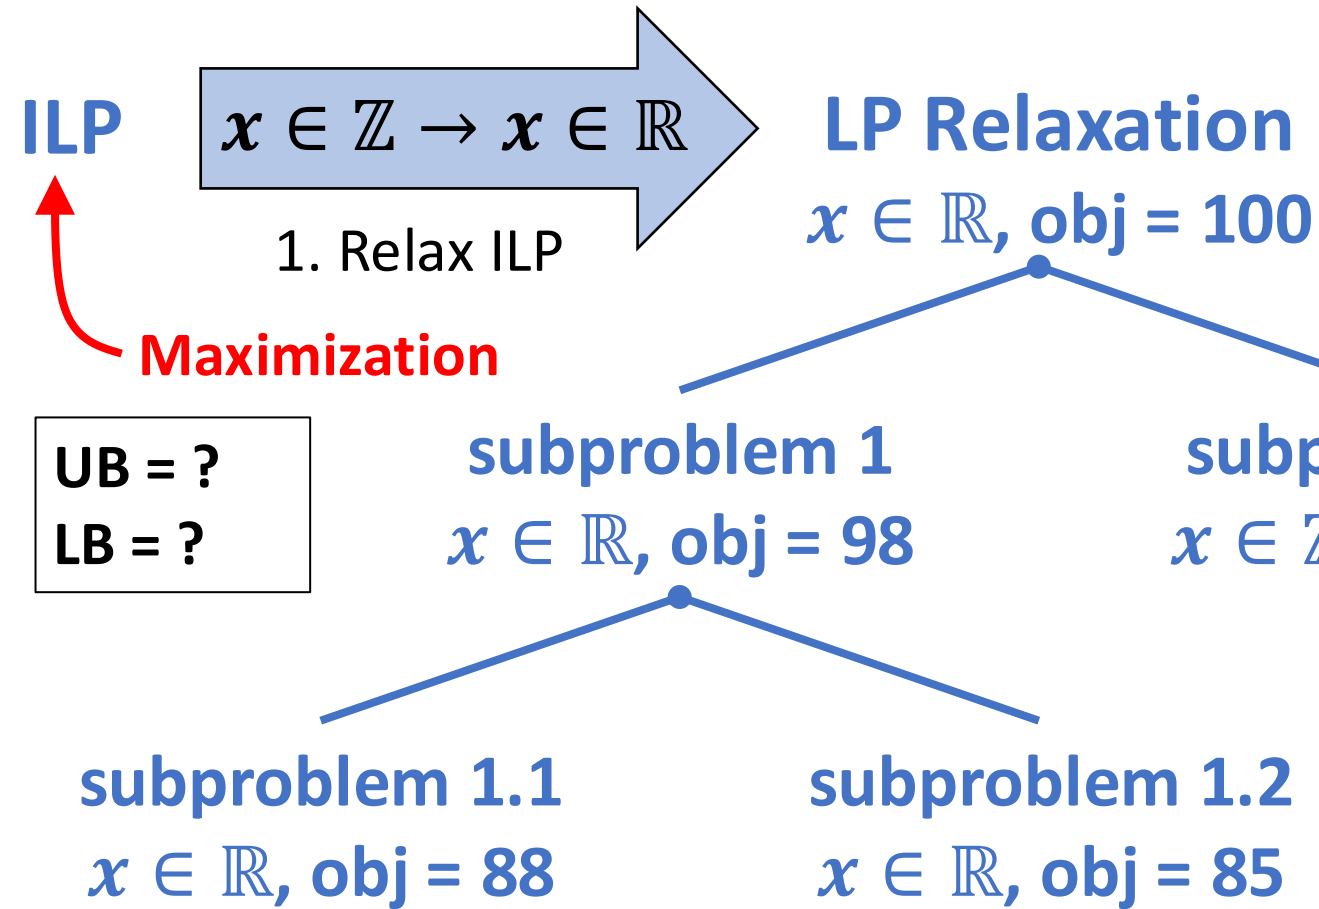 ILP
x ∈ ℤ → x ∈ ℝ
LP Relaxation
x ∈ ℝ, obj = 100
1. Relax ILP
Maximization
UB = ?
LB = ?
subproblem 1
x ∈ ℝ, obj = 98
x ∈ ℤ
subproblem 1.1
x ∈ ℝ, obj = 88
subproblem 1.2
x ∈ ℝ, obj = 85